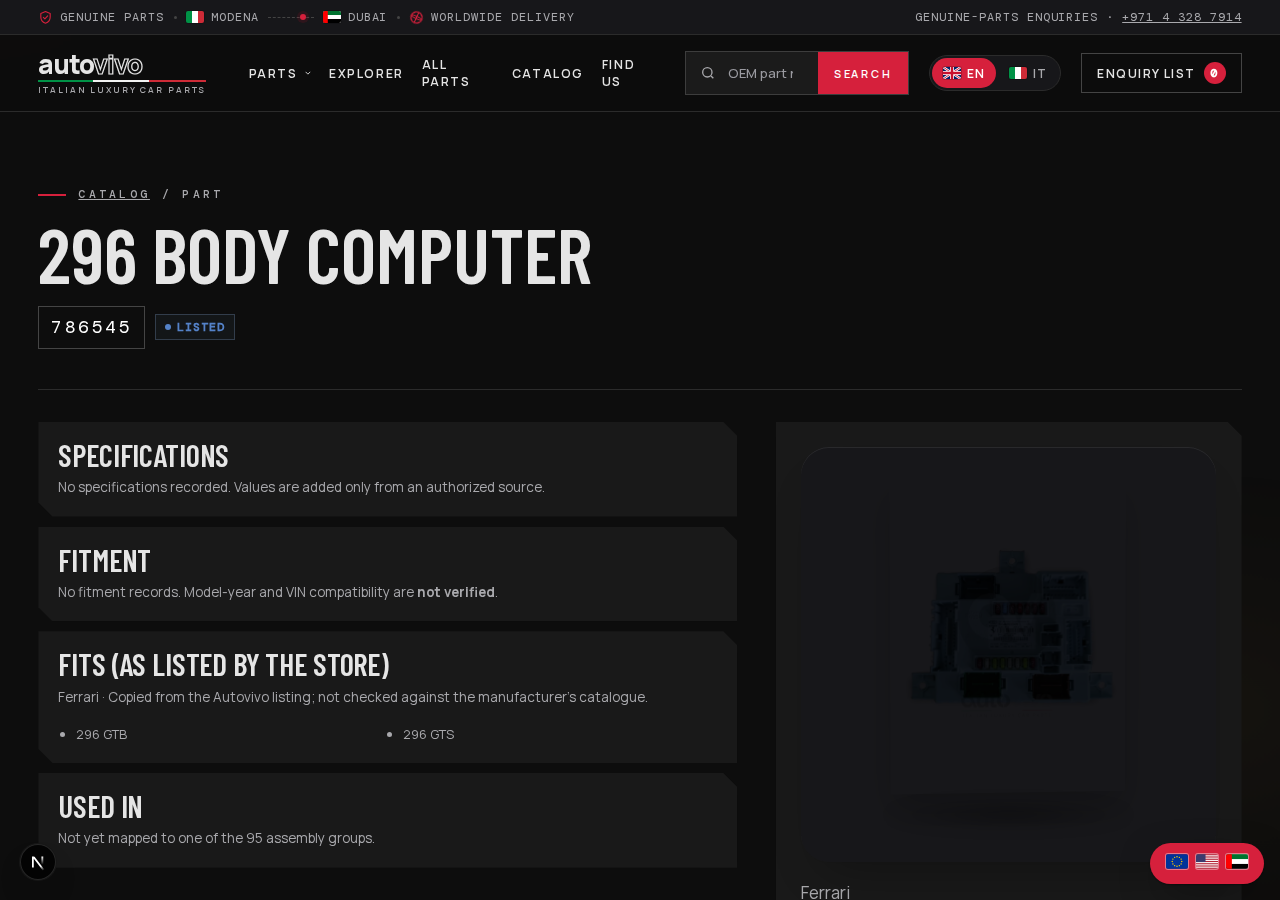 GENUINE PARTS • MODENA DUBAI • WORLDWIDE DELIVERY
GENUINE-PARTS ENQUIRIES · +971 4 328 7914
autovivo
ITALIAN LUXURY CAR PARTS
PARTS
EXPLORER
ALL PARTS
CATALOG
FIND US
OEM part r
SEARCH
EN
IT
ENQUIRY LIST 0
CATALOG / PART
296 BODY COMPUTER
786545
LISTED
SPECIFICATIONS
No specifications recorded. Values are added only from an authorized source.
FITMENT
No fitment records. Model-year and VIN compatibility are not verified.
FITS (AS LISTED BY THE STORE)
Ferrari · Copied from the Autovivo listing; not checked against the manufacturer's catalogue.
• 296 GTB
• 296 GTS
USED IN
Not yet mapped to one of the 95 assembly groups.
N
Ferrari